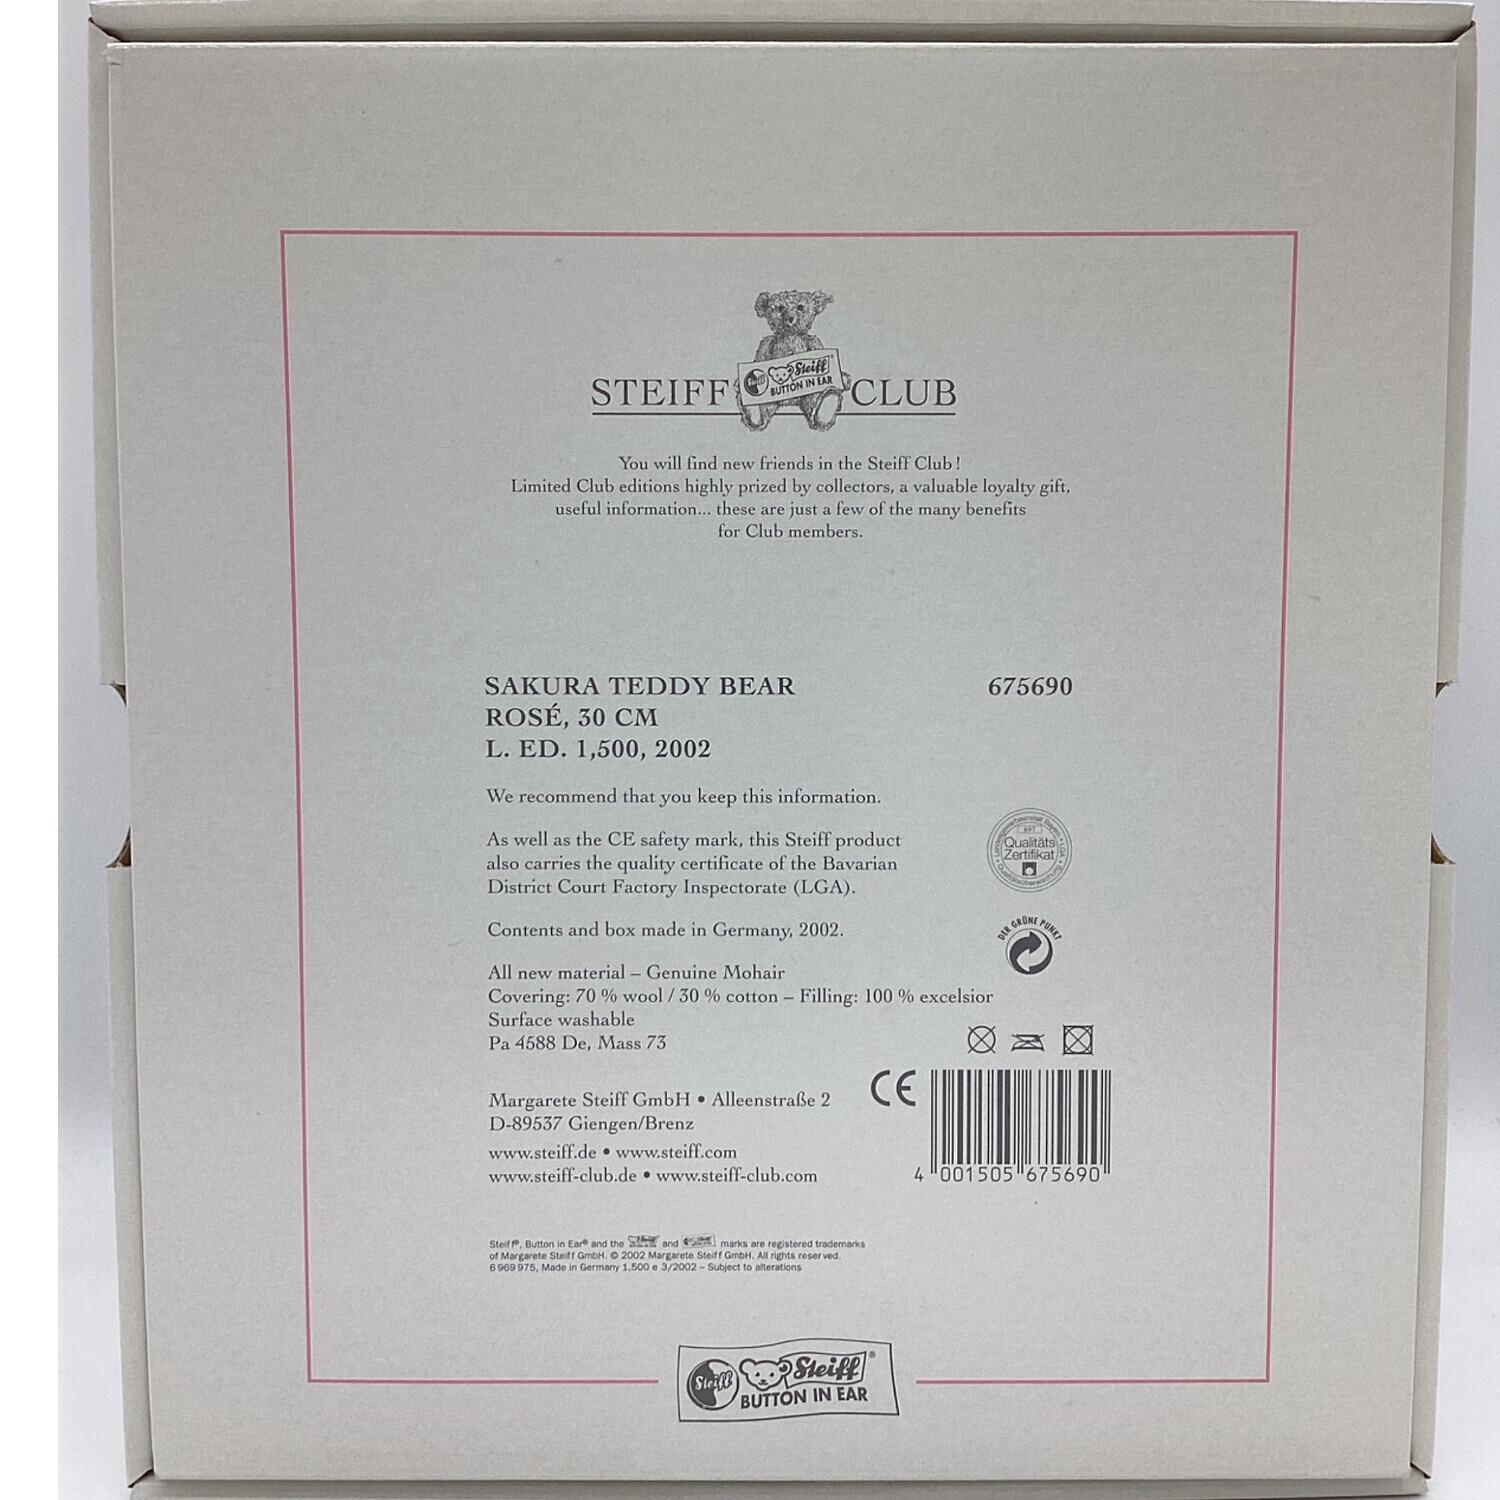 STEIFF CLUB
Steiff Steiff
BUTTON IN EAR
You will find new friends in the Steiff Club!
Limited Club editions highly prized by collectors, a valuable loyalty gift,
useful information... these are just a few of the many benefits
for Club members.
SAKURA TEDDY BEAR 675690
ROSÉ, 30 CM
L. ED. 1,500, 2002
We recommend that you keep this information.
As well as the CE safety mark, this Steiff product
also carries the quality certificate of the Bavarian
District Court Factory Inspectorate (LGA).
Qualitäts
Zertifikat
Contents and box made in Germany, 2002.
DER GRÜNE PUNKT
All new material – Genuine Mohair
Covering: 70 % wool / 30 % cotton – Filling: 100 % excelsior
Surface washable
Pa 4588 De, Mass 73
CE
Margarete Steiff GmbH • Alleenstraße 2
D-89537 Giengen/Brenz
www.steiff.de • www.steiff.com
www.steiff-club.de • www.steiff-club.com
4 001505 675690
Steiff®, Button in Ear® and the and marks are registered trademarks
of Margarete Steiff GmbH. © 2002 Margarete Steiff GmbH. All rights reserved.
6 969 975, Made in Germany 1,500 e 3/2002 – Subject to alterations
Steiff Steiff®
BUTTON IN EAR